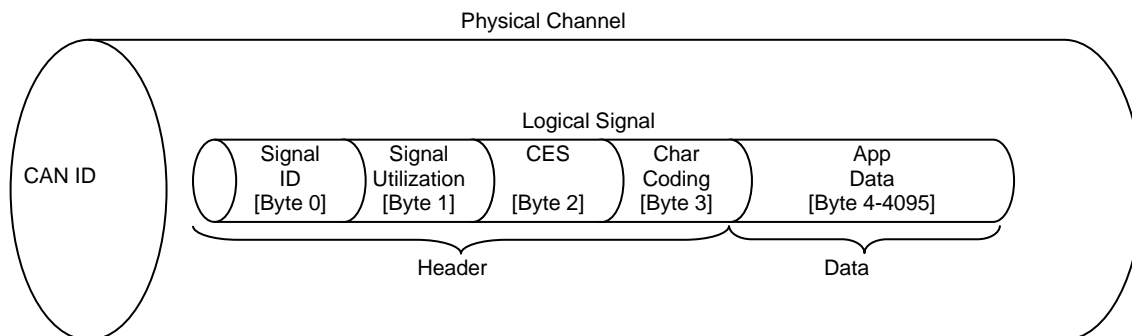 Physical Channel
Logical Signal
CAN ID
Signal
ID
[Byte 0]
Signal
Utilization
[Byte 1]
CES
[Byte 2]
Char
Coding
[Byte 3]
App
Data
[Byte 4-4095]
Header
Data